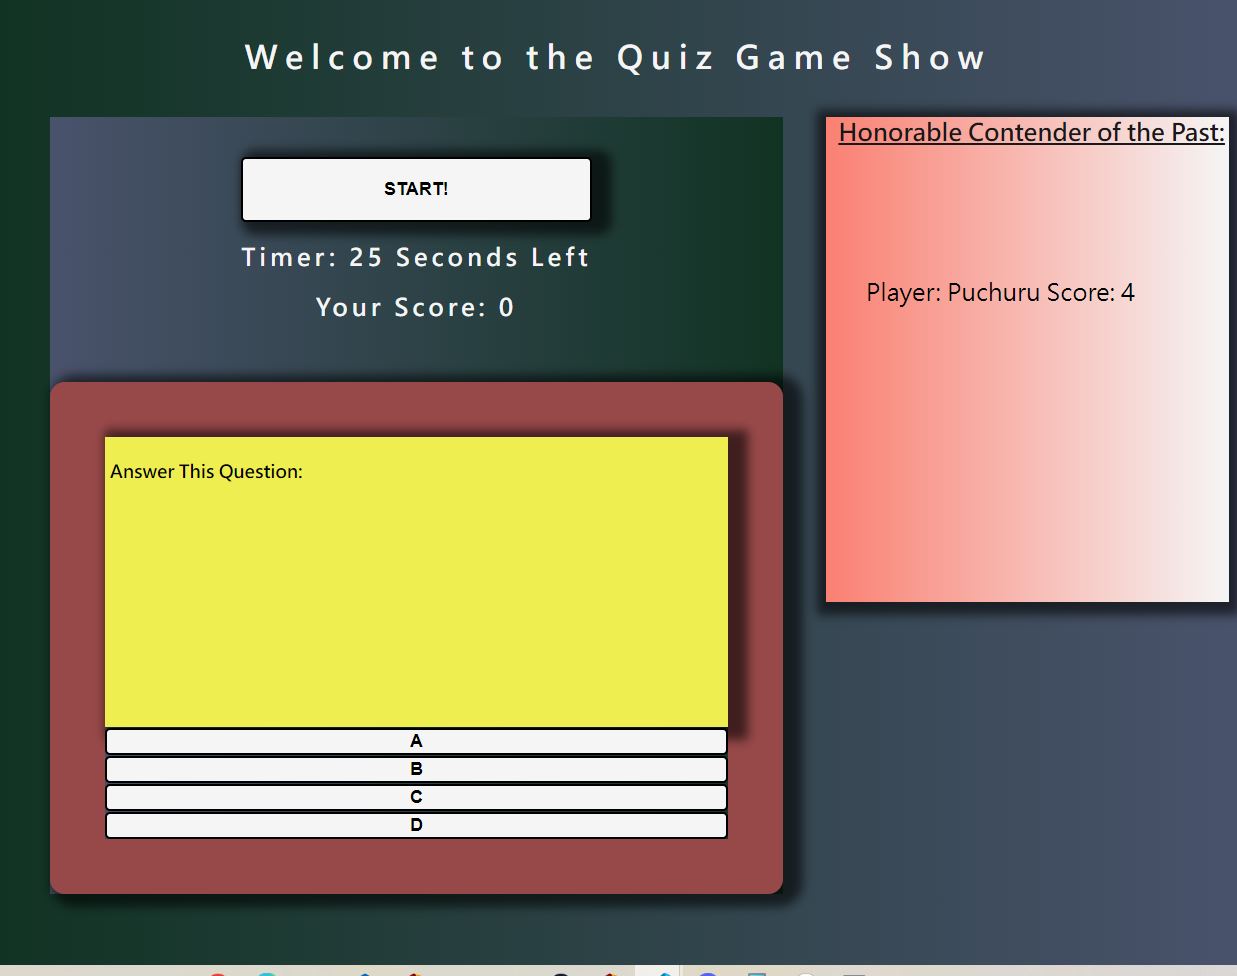 Welcome to the Quiz Game Show
START!
Timer: 25 Seconds Left
Your Score: 0
Answer This Question:
A
B
C
D
Honorable Contender of the Past:
Player: Puchuru Score: 4